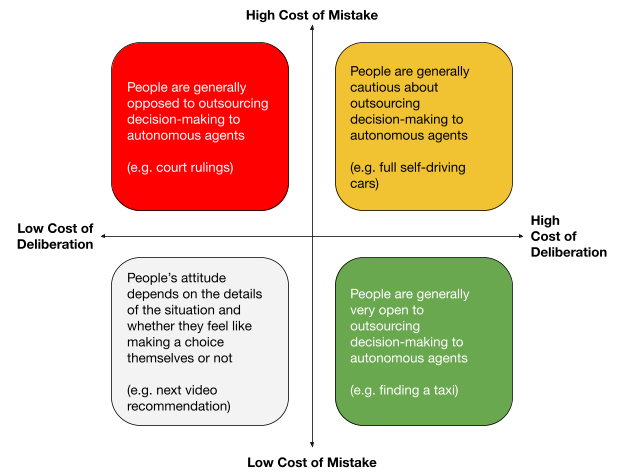 High Cost of Mistake
People are generally
opposed to outsourcing
decision-making to
autonomous agents
(e.g. court rulings)
People are generally
cautious about
outsourcing
decision-making to
autonomous agents
(e.g. full self-driving
cars)
Low Cost of
Deliberation
High
Cost of
Deliberation
People’s attitude
depends on the details
of the situation and
whether they feel like
making a choice
themselves or not
(e.g. next video
recommendation)
People are generally
very open to
outsourcing
decision-making to
autonomous agents
(e.g. finding a taxi)
Low Cost of Mistake